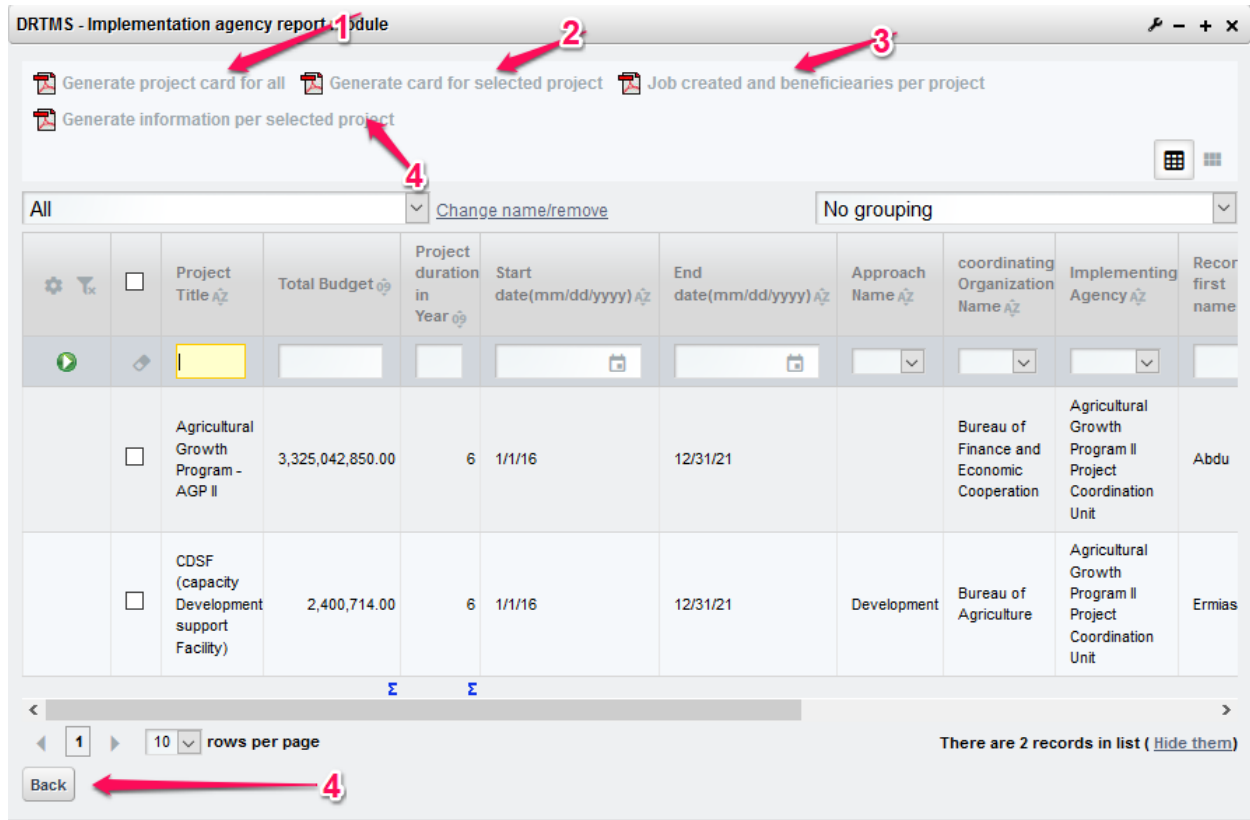 DRTMS - Implementation agency report module
1
2
3
Generate project card for all Generate card for selected project Job created and beneficiearies per project
Generate information per selected project
4
All Change name/remove No grouping
Project Title Total Budget Project duration in Year Start date(mm/dd/yyyy) End date(mm/dd/yyyy) Approach Name coordinating Organization Name Implementing Agency Recor first name
Agricultural Growth Program - AGP II 3,325,042,850.00 6 1/1/16 12/31/21 Bureau of Finance and Economic Cooperation Agricultural Growth Program II Project Coordination Unit Abdu
CDSF (capacity Development support Facility) 2,400,714.00 6 1/1/16 12/31/21 Development Bureau of Agriculture Agricultural Growth Program II Project Coordination Unit Ermias
Σ Σ
1 10 rows per page There are 2 records in list ( Hide them)
Back 4